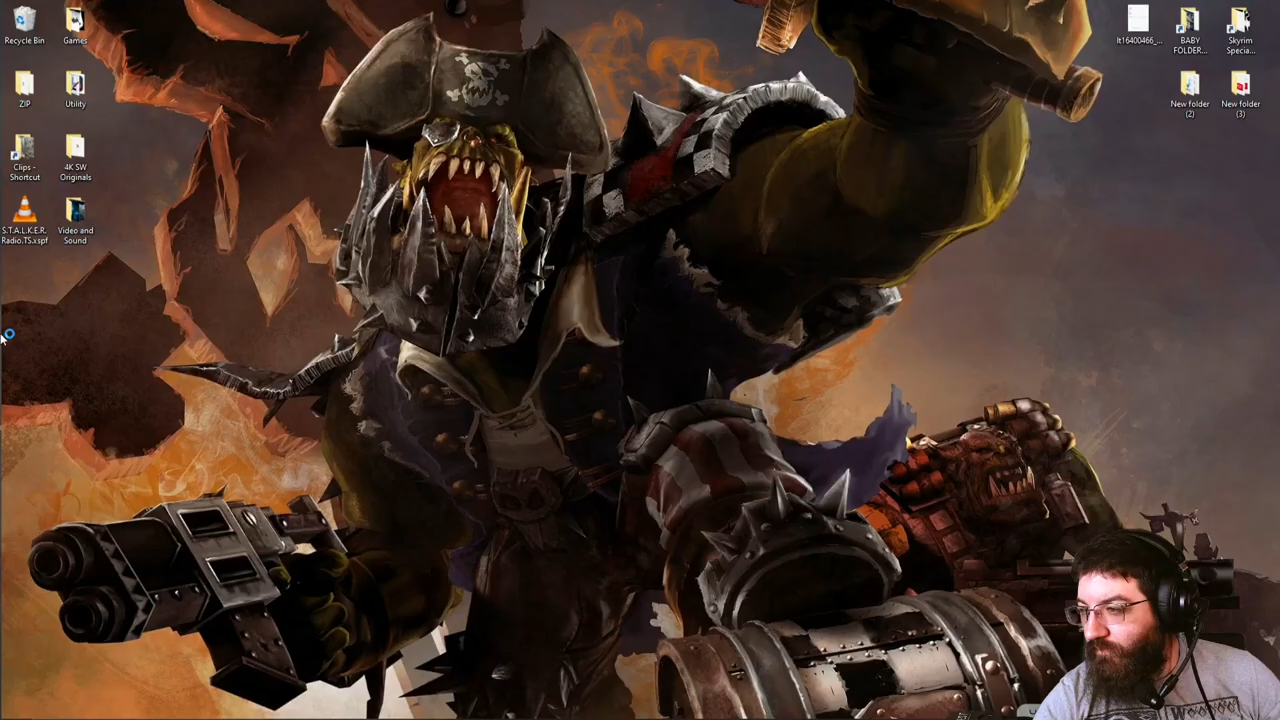 Recycle Bin
Games
ZIP
Utility
Clips -
Shortcut
4K SW
Originals
S.T.A.L.K.E.R.
Radio.TS.xspf
Video and
Sound
lt16400466_...
BABY
FOLDER...
Skyrim
Specia...
New folder
(2)
New folder
(3)